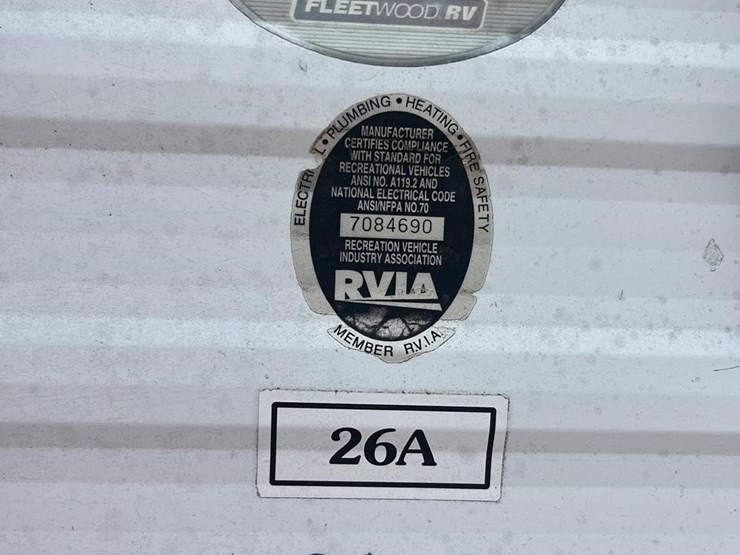 FLEETWOOD RV
PLUMBING • HEATING • FIRE SAFETY
MANUFACTURER
CERTIFIES COMPLIANCE
WITH STANDARD FOR
RECREATIONAL VEHICLES
ANSI NO. A119.2 AND
NATIONAL ELECTRICAL CODE
ANSI/NFPA NO.70
7084690
RECREATION VEHICLE
INDUSTRY ASSOCIATION
RVIA
MEMBER R.V.I.A.
26A